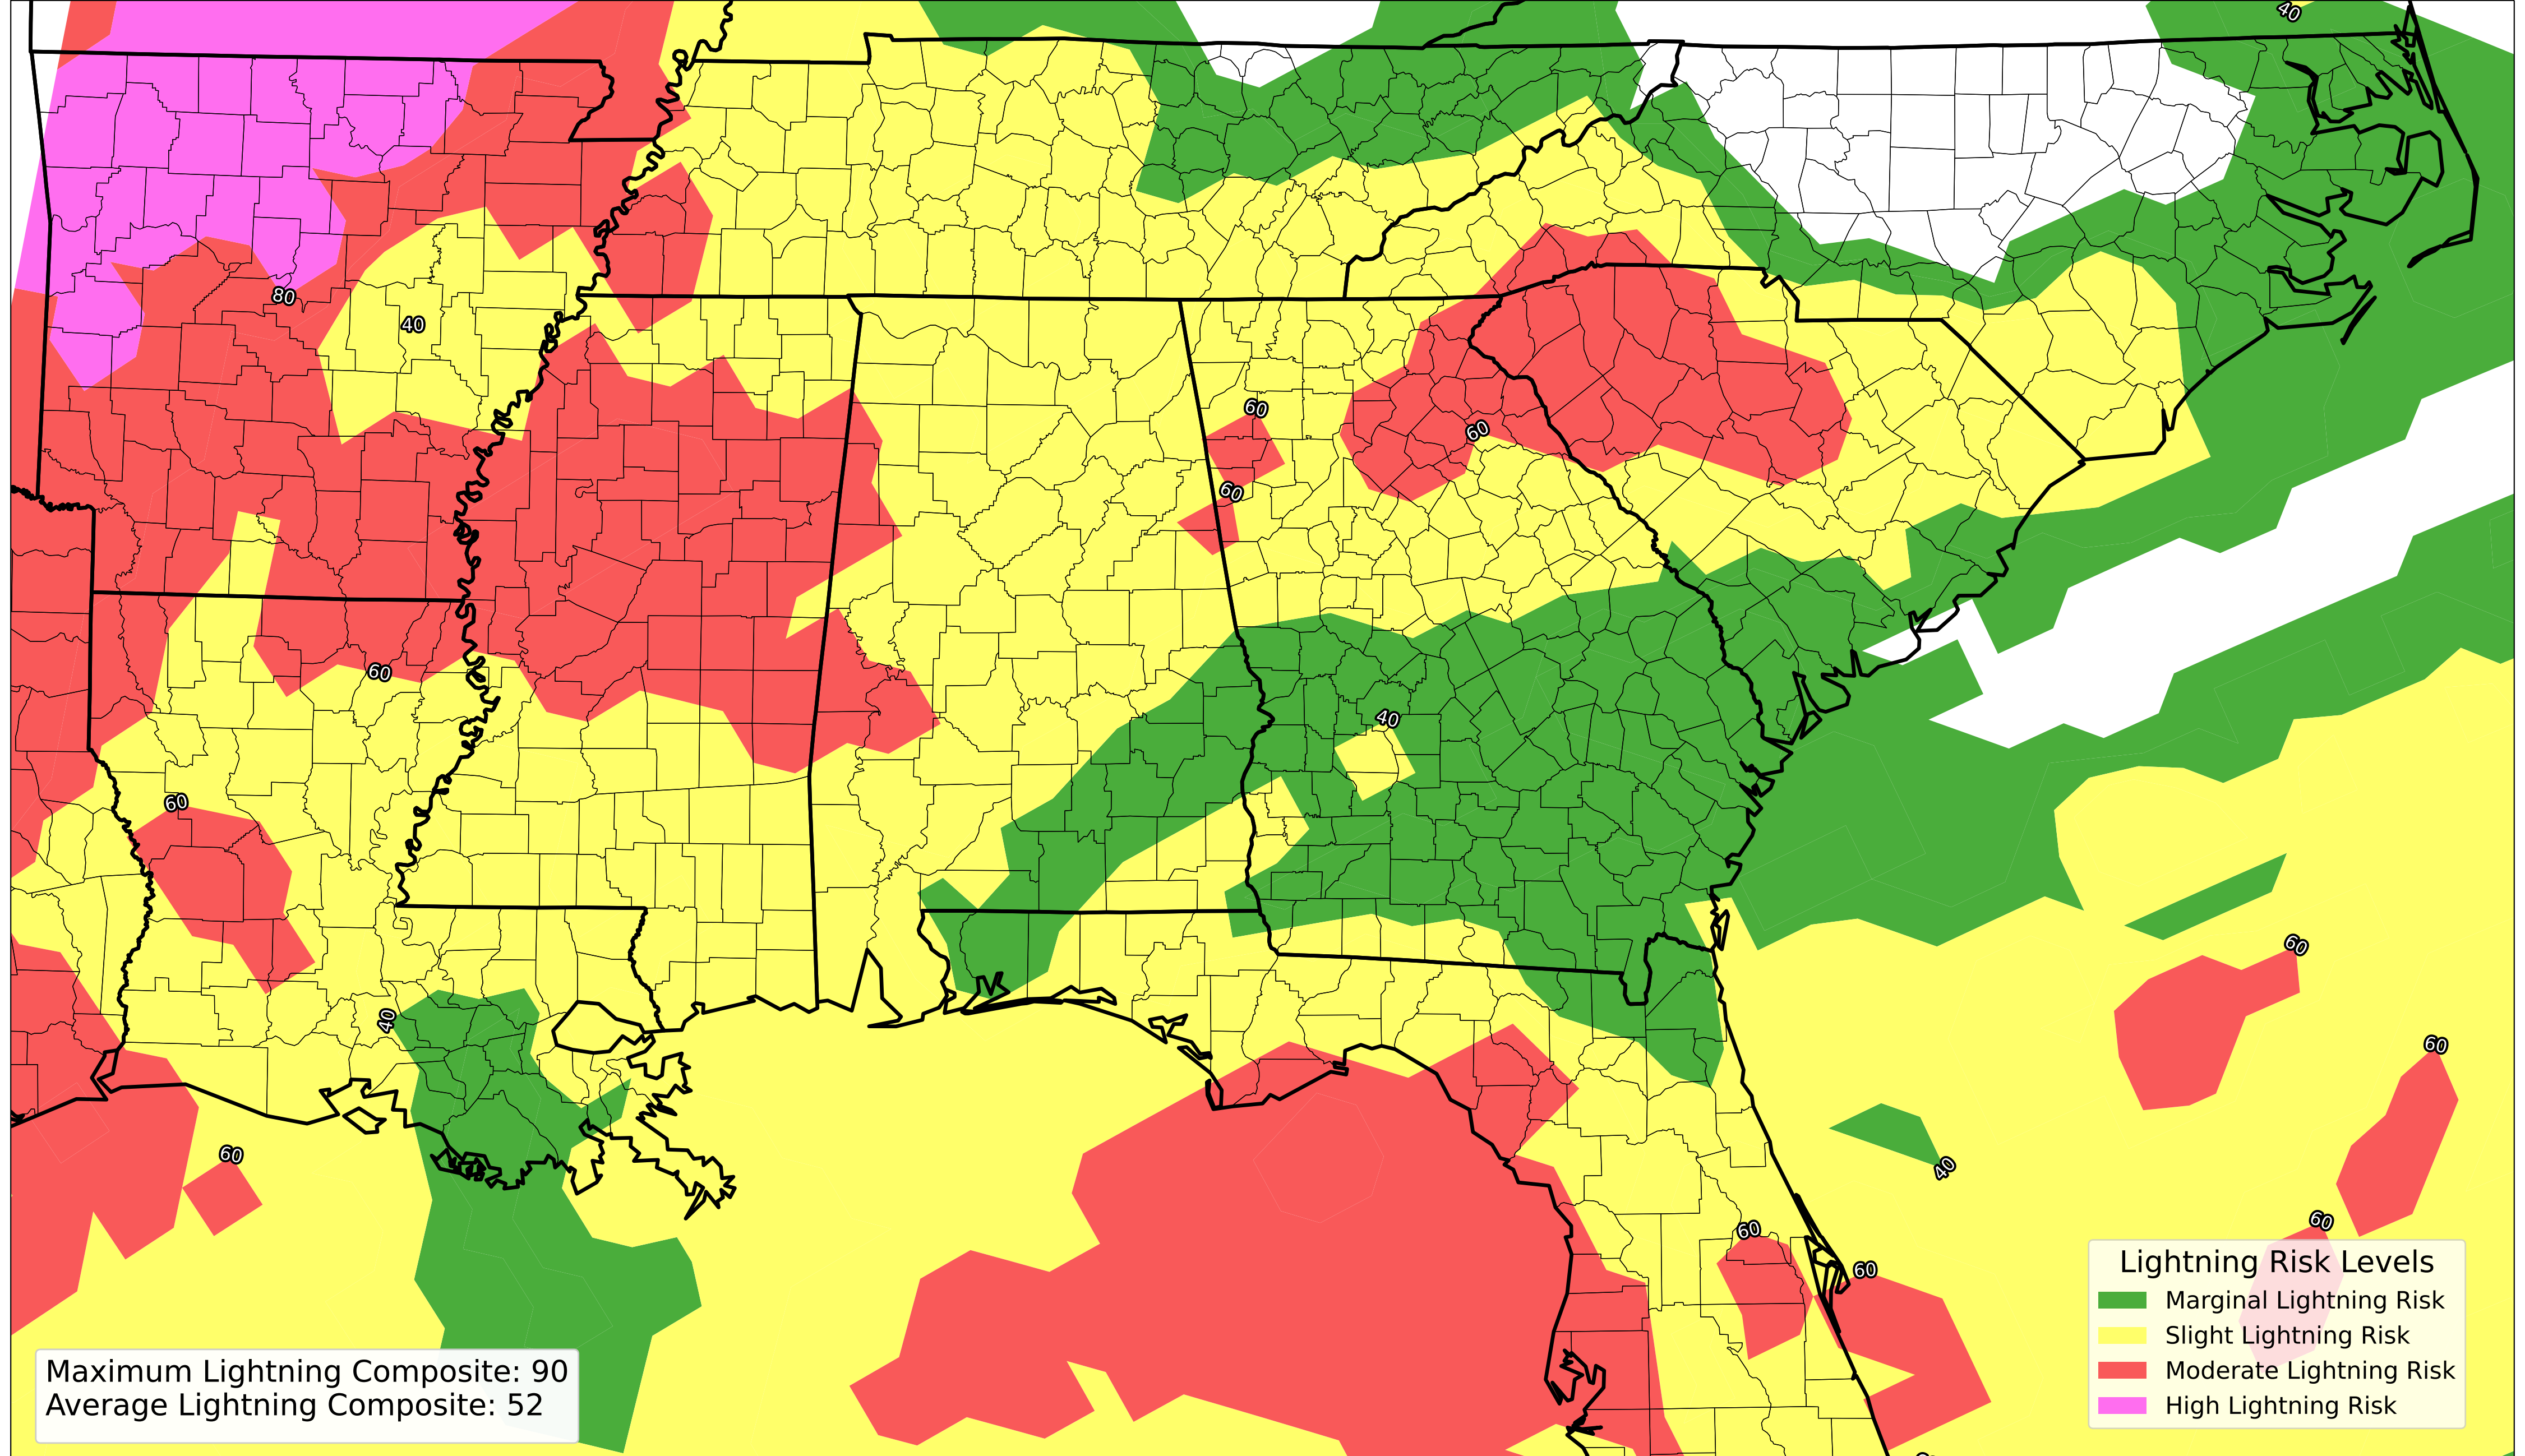 40
80
40
60
60
60
60
40
60
60
40
60
40
60
60
60
60
60
Lightning Risk Levels
Marginal Lightning Risk
Slight Lightning Risk
Moderate Lightning Risk
High Lightning Risk
Maximum Lightning Composite: 90
Average Lightning Composite: 52